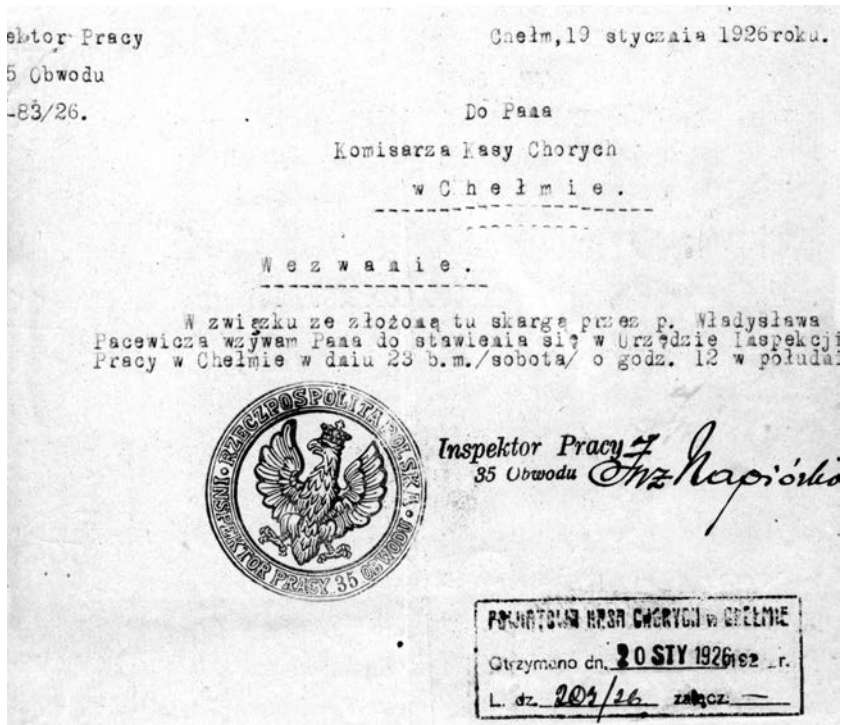 ektor Pracy
5 Obwodu
-83/26.
Chełm, 19 stycznia 1926 roku.
Do Pana
Komisarza Kasy Chorych
w Chełmie.
Wezwanie.
W związku ze złożoną tu skargą przez p. Władysława
Pacewicza wzywam Pana do stawienia się w Urzędzie Inspekcji
Pracy w Chełmie w dniu 23 b.m./sobota/ o godz. 12 w południ
RZECZPOSPOLITA POLSKA
INSPEKTOR PRACY 35 OBWODU
Inspektor Pracy
35 Obwodu
POWIATOWA KASA CHORYCH w CHEŁMIE
Otrzymano dn. 20 STY 1926 192 r.
L. dz. 203/26 załącz. —